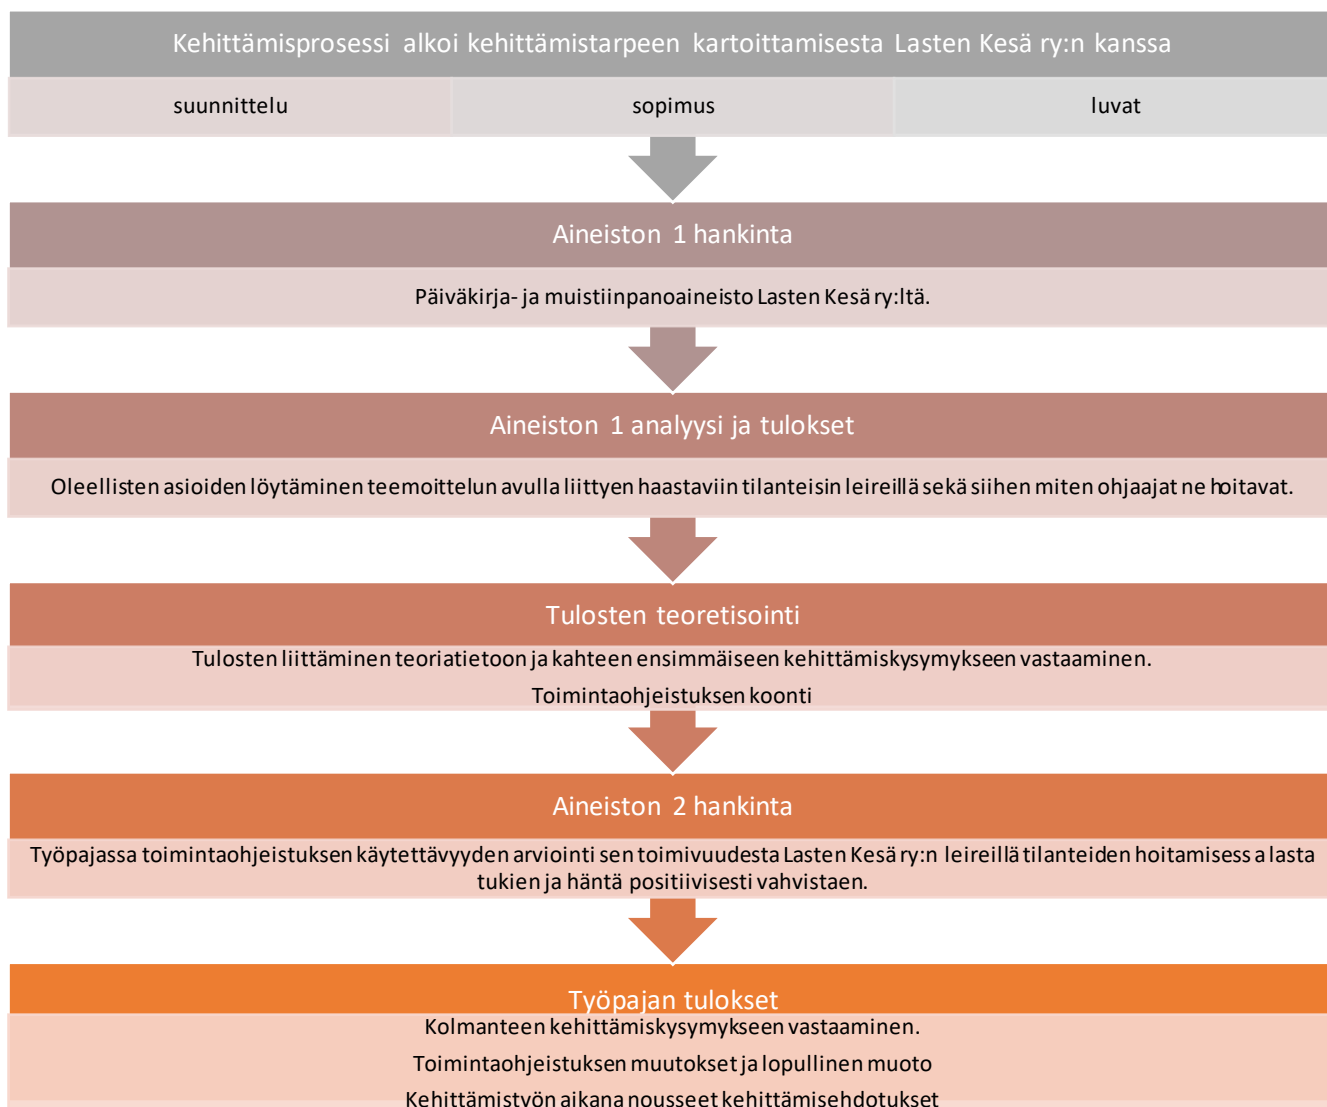 Kehittämisprosessi alkoi kehittämistarpeen kartoittamisesta Lasten Kesä ry:n kanssa
suunnittelu
sopimus
luvat
Aineiston 1 hankinta
Päiväkirja- ja muistiinpanoaineisto Lasten Kesä ry:ltä.
Aineiston 1 analyysi ja tulokset
Oleellisten asioiden löytäminen teemoittelun avulla liittyen haastaviin tilanteisin leireillä sekä siihen miten ohjaajat ne hoitavat.
Tulosten teoretisointi
Tulosten liittäminen teoriatietoon ja kahteen ensimmäiseen kehittämiskysymykseen vastaaminen.
Toimintaohjeistuksen koonti
Aineiston 2 hankinta
Työpajassa toimintaohjeistuksen käytettävyyden arviointi sen toimivuudesta Lasten Kesä ry:n leireillä tilanteiden hoitamisessa lasta
tukien ja häntä positiivisesti vahvistaen.
Työpajan tulokset
Kolmanteen kehittämiskysymykseen vastaaminen.
Toimintaohjeistuksen muutokset ja lopullinen muoto
Kehittämistyön aikana nousseet kehittämisehdotukset